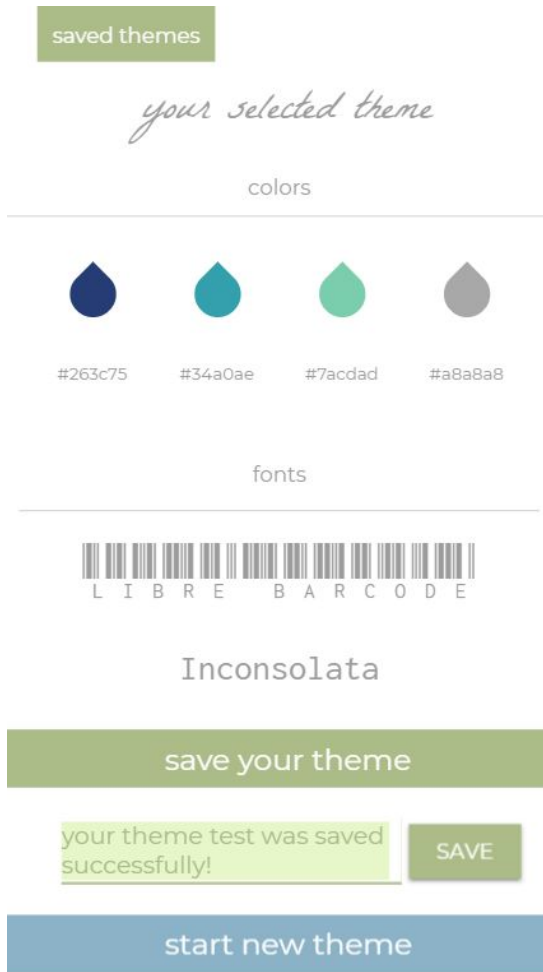 saved themes
your selected theme
colors
#263c75 #34a0ae #7acdad #a8a8a8
fonts
LIBRE BARCODE
Inconsolata
save your theme
your theme test was saved
successfully!
SAVE
start new theme